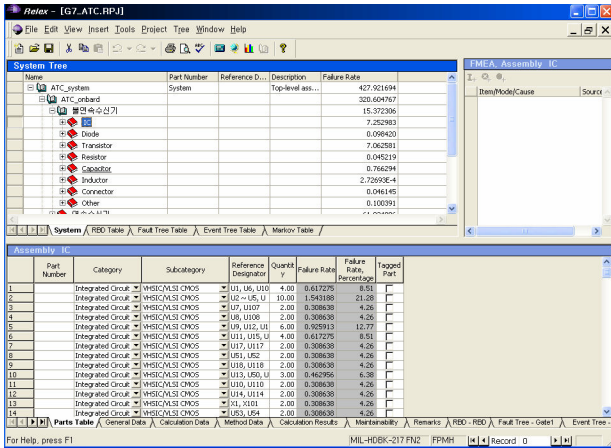 Relex - [G7_ATC.RPJ]
File Edit View Insert Tools Project Tree Window Help
System Tree
Name Part Number Reference D... Description Failure Rate
ATC_system System Top-level ass... 427.921694
ATC_onbard 320.604767
불연속수신기 15.372306
IC 7.252983
Diode 0.098420
Transistor 7.062581
Resistor 0.045219
Capacitor 0.766294
Inductor 2.72693E-4
Connector 0.046145
Other 0.100391
System RBD Table Fault Tree Table Event Tree Table Markov Table
FMEA, Assembly IC
Item/Mode/Cause Source
Assembly IC
Part Number Category Subcategory Reference Designator Quantity Failure Rate Failure Rate, Percentage Tagged Part
1 Integrated Circuit VHSIC/VLSI CMOS U1, U6, U10 4.00 0.617275 8.51
2 Integrated Circuit VHSIC/VLSI CMOS U2 ~ U5, U 10.00 1.543188 21.28
3 Integrated Circuit VHSIC/VLSI CMOS U7, U107 2.00 0.308638 4.26
4 Integrated Circuit VHSIC/VLSI CMOS U8, U108 2.00 0.308638 4.26
5 Integrated Circuit VHSIC/VLSI CMOS U9, U12, U1 6.00 0.925913 12.77
6 Integrated Circuit VHSIC/VLSI CMOS U11, U15, U 4.00 0.617275 8.51
7 Integrated Circuit VHSIC/VLSI CMOS U17, U117 2.00 0.308638 4.26
8 Integrated Circuit VHSIC/VLSI CMOS U51, U52 2.00 0.308638 4.26
9 Integrated Circuit VHSIC/VLSI CMOS U18, U118 2.00 0.308638 4.26
10 Integrated Circuit VHSIC/VLSI CMOS U13, U50, U 3.00 0.462956 6.38
11 Integrated Circuit VHSIC/VLSI CMOS U10, U110 2.00 0.308638 4.26
12 Integrated Circuit VHSIC/VLSI CMOS U14, U114 2.00 0.308638 4.26
13 Integrated Circuit VHSIC/VLSI CMOS X1, X101 2.00 0.308638 4.26
14 Integrated Circuit VHSIC/VLSI CMOS U53, U54 2.00 0.308638 4.26
Parts Table General Data Calculation Data Method Data Calculation Results Maintainability Remarks RBD - RBD Fault Tree - Gate1 Event Tree
For Help, press F1 MIL-HDBK-217 FN2 FPMH Record 0